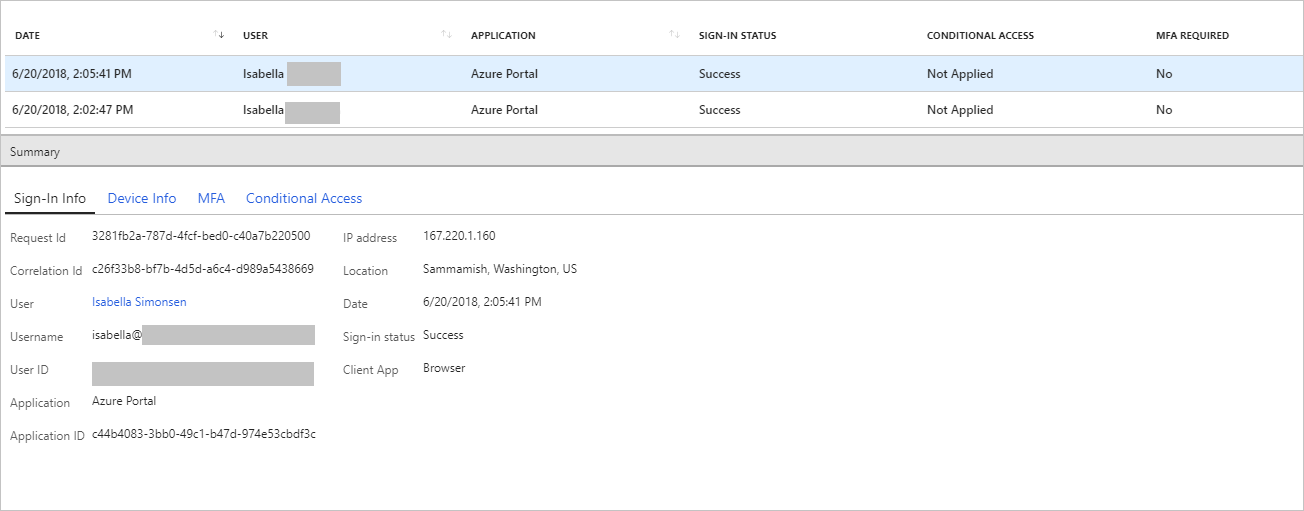 DATE USER APPLICATION SIGN-IN STATUS CONDITIONAL ACCESS MFA REQUIRED
6/20/2018, 2:05:41 PM Isabella Azure Portal Success Not Applied No
6/20/2018, 2:02:47 PM Isabella Azure Portal Success Not Applied No
Summary
Sign-In Info Device Info MFA Conditional Access
Request Id 3281fb2a-787d-4fcf-bed0-c40a7b220500 IP address 167.220.1.160
Correlation Id c26f33b8-bf7b-4d5d-a6c4-d989a5438669 Location Sammamish, Washington, US
User Isabella Simonsen Date 6/20/2018, 2:05:41 PM
Username isabella@ Sign-in status Success
User ID Client App Browser
Application Azure Portal
Application ID c44b4083-3bb0-49c1-b47d-974e53cbdf3c